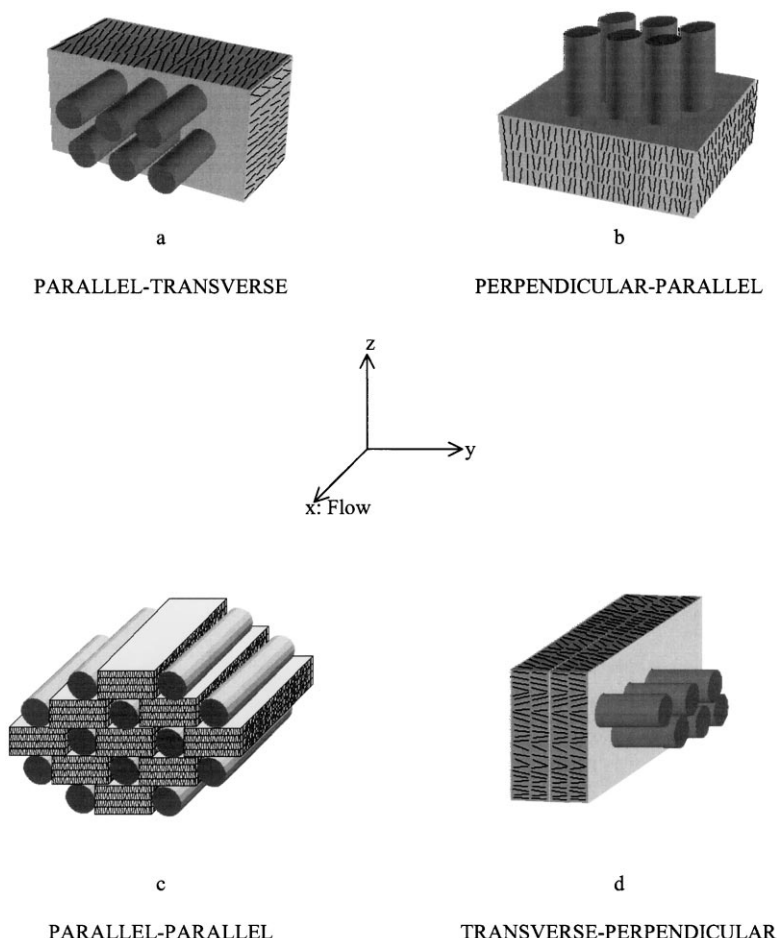 a
b
PARALLEL-TRANSVERSE
PERPENDICULAR-PARALLEL
z
y
x: Flow
c
d
PARALLEL-PARALLEL
TRANSVERSE-PERPENDICULAR